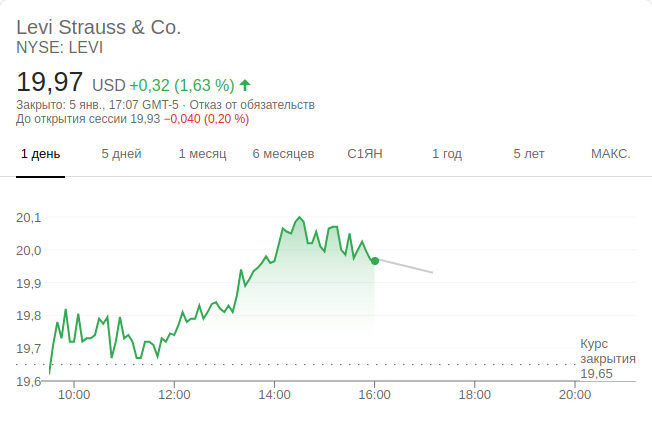 Levi Strauss & Co.
NYSE: LEVI
19,97 USD +0,32 (1,63 %)
Закрыто: 5 янв., 17:07 GMT-5 · Отказ от обязательств
До открытия сессии 19,93 −0,040 (0,20 %)
1 день 5 дней 1 месяц 6 месяцев С1ЯН 1 год 5 лет МАКС.
20,1
20,0
19,9
19,8
19,7
19,6
Курс
закрытия
19,65
10:00 12:00 14:00 16:00 18:00 20:00